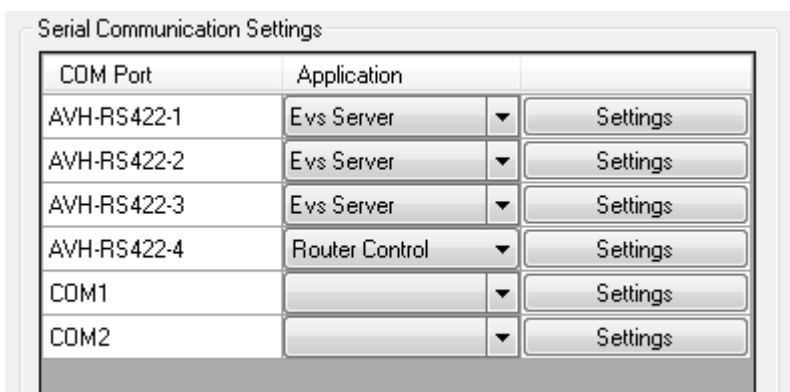 Serial Communication Settings
COM Port Application
AVH-RS422-1 Evs Server Settings
AVH-RS422-2 Evs Server Settings
AVH-RS422-3 Evs Server Settings
AVH-RS422-4 Router Control Settings
COM1 Settings
COM2 Settings